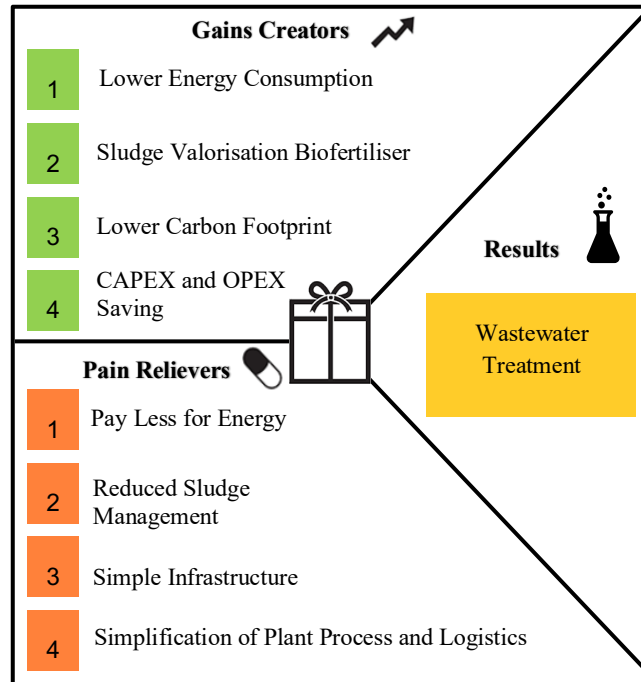 Gains Creators
1
Lower Energy Consumption
2
Sludge Valorisation Biofertiliser
3
Lower Carbon Footprint
4
CAPEX and OPEX
Saving
Results
Wastewater
Treatment
Pain Relievers
1
Pay Less for Energy
2
Reduced Sludge
Management
3
Simple Infrastructure
4
Simplification of Plant Process and Logistics